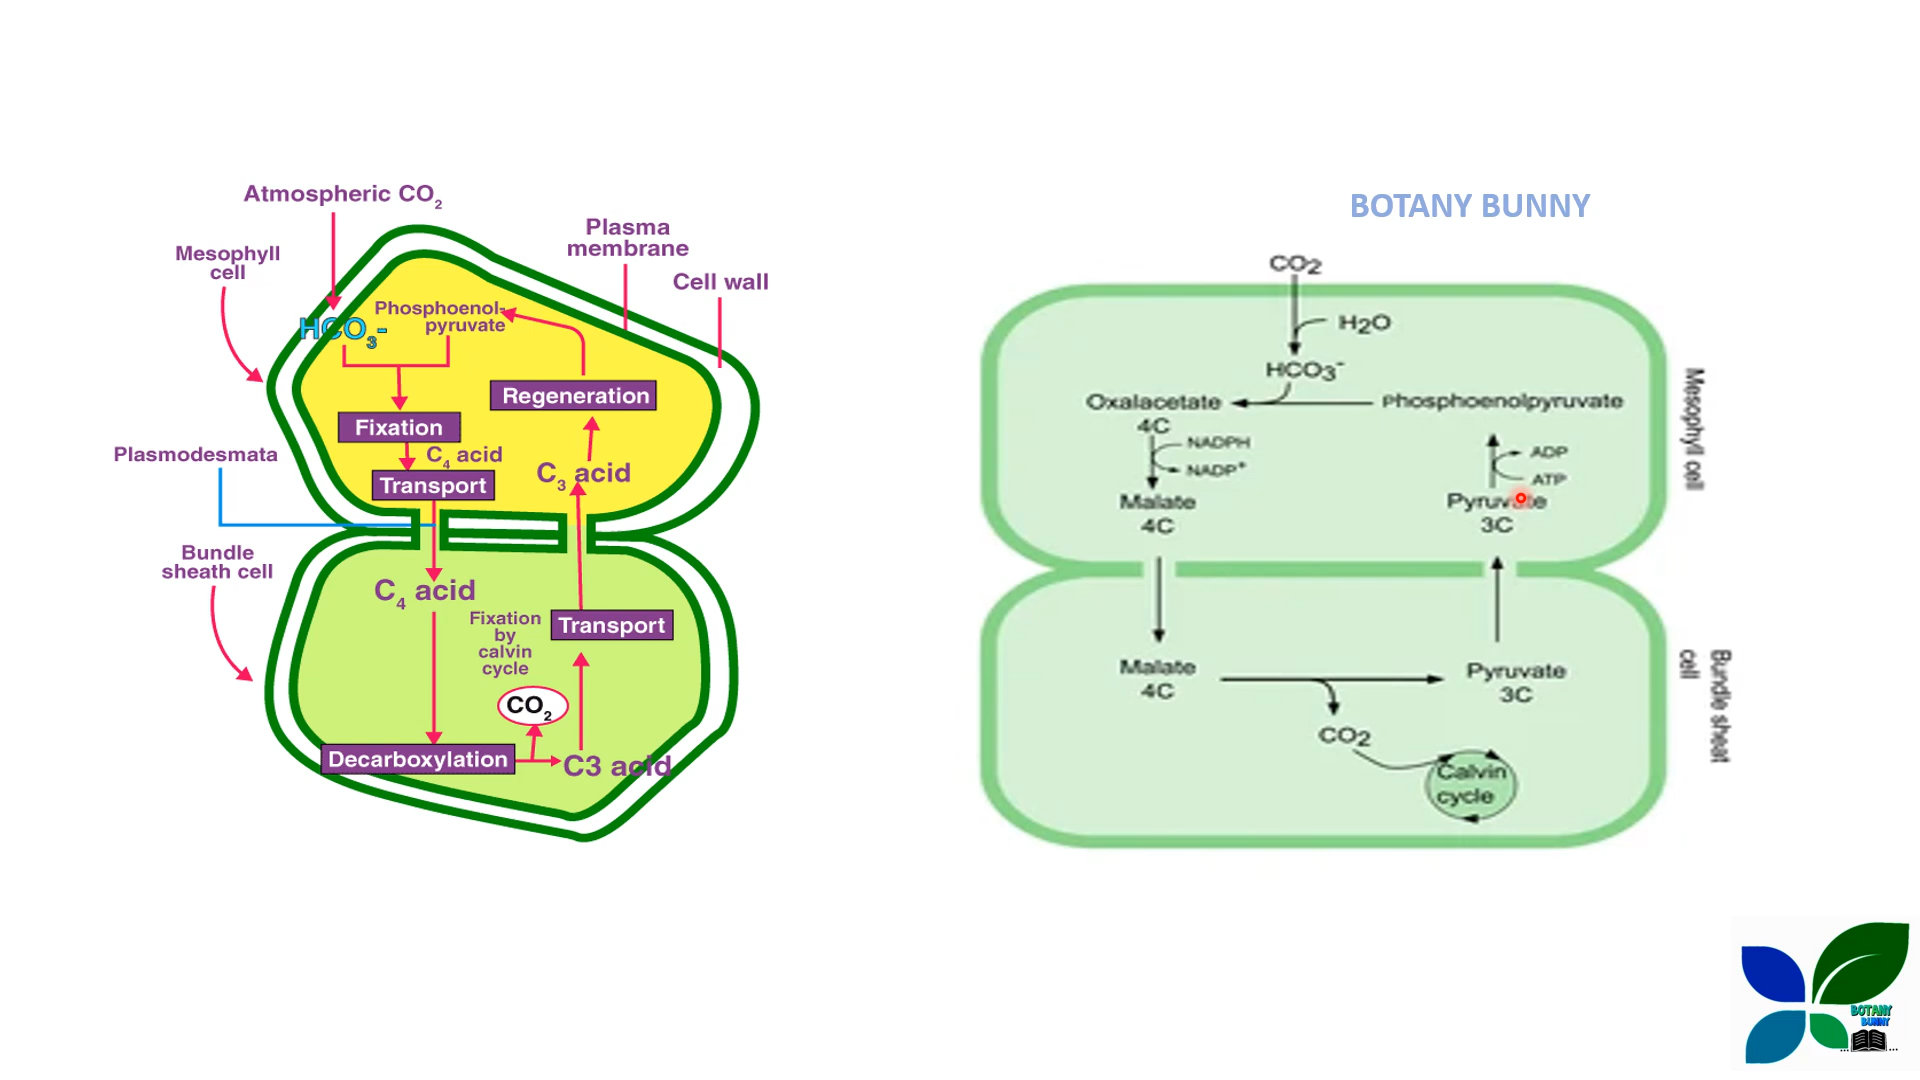 Atmospheric CO2
Mesophyll
cell
Plasma
membrane
Cell wall
HCO3-
Phosphoenol-
pyruvate
Regeneration
Fixation
C4 acid
Transport
C3 acid
Plasmodesmata
Bundle
sheath cell
C4 acid
Fixation
by
calvin
cycle
Transport
CO2
Decarboxylation
C3 acid
BOTANY BUNNY
CO2
H2O
HCO3-
Oxalacetate
4C
Phosphoenolpyruvate
NADPH
NADP+
ADP
ATP
Malate
4C
Pyruvate
3C
Mesophyll cell
Malate
4C
Pyruvate
3C
CO2
Calvin
cycle
Bundle sheat
cell
BOTANY
BUNNY